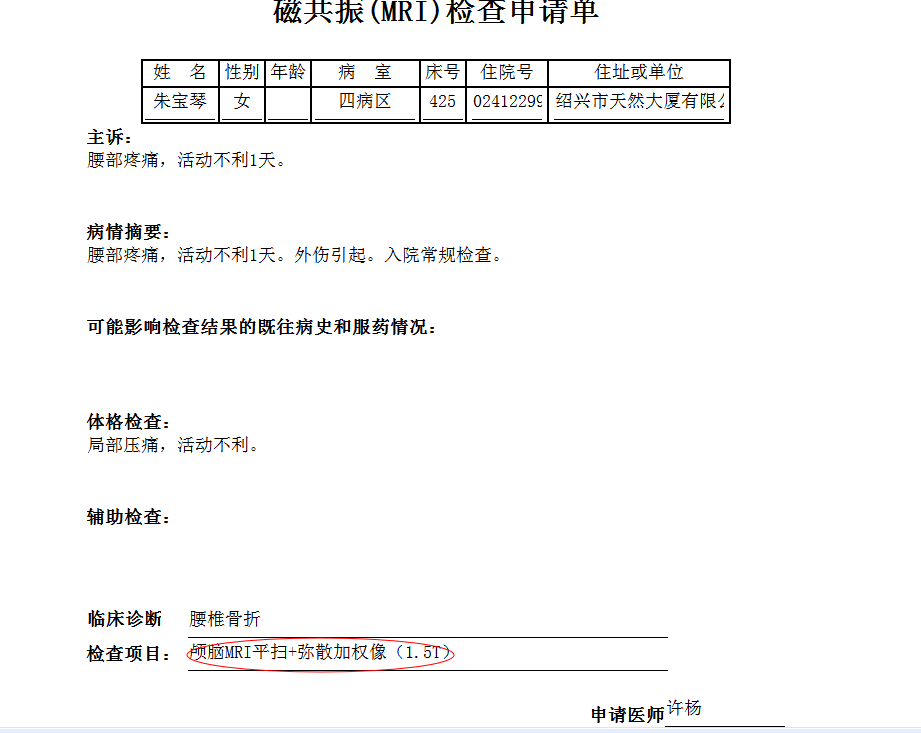 磁共振(MRI)检查申请单
姓 名 性别 年龄 病 室 床号 住院号 住址或单位
朱宝琴 女 四病区 425 02412299 绍兴市天然大厦有限公
主诉:
腰部疼痛，活动不利1天。
病情摘要:
腰部疼痛，活动不利1天。外伤引起。入院常规检查。
可能影响检查结果的既往病史和服药情况:
体格检查:
局部压痛，活动不利。
辅助检查:
临床诊断 腰椎骨折
检查项目: 颅脑MRI平扫+弥散加权像（1.5T）
申请医师 许杨